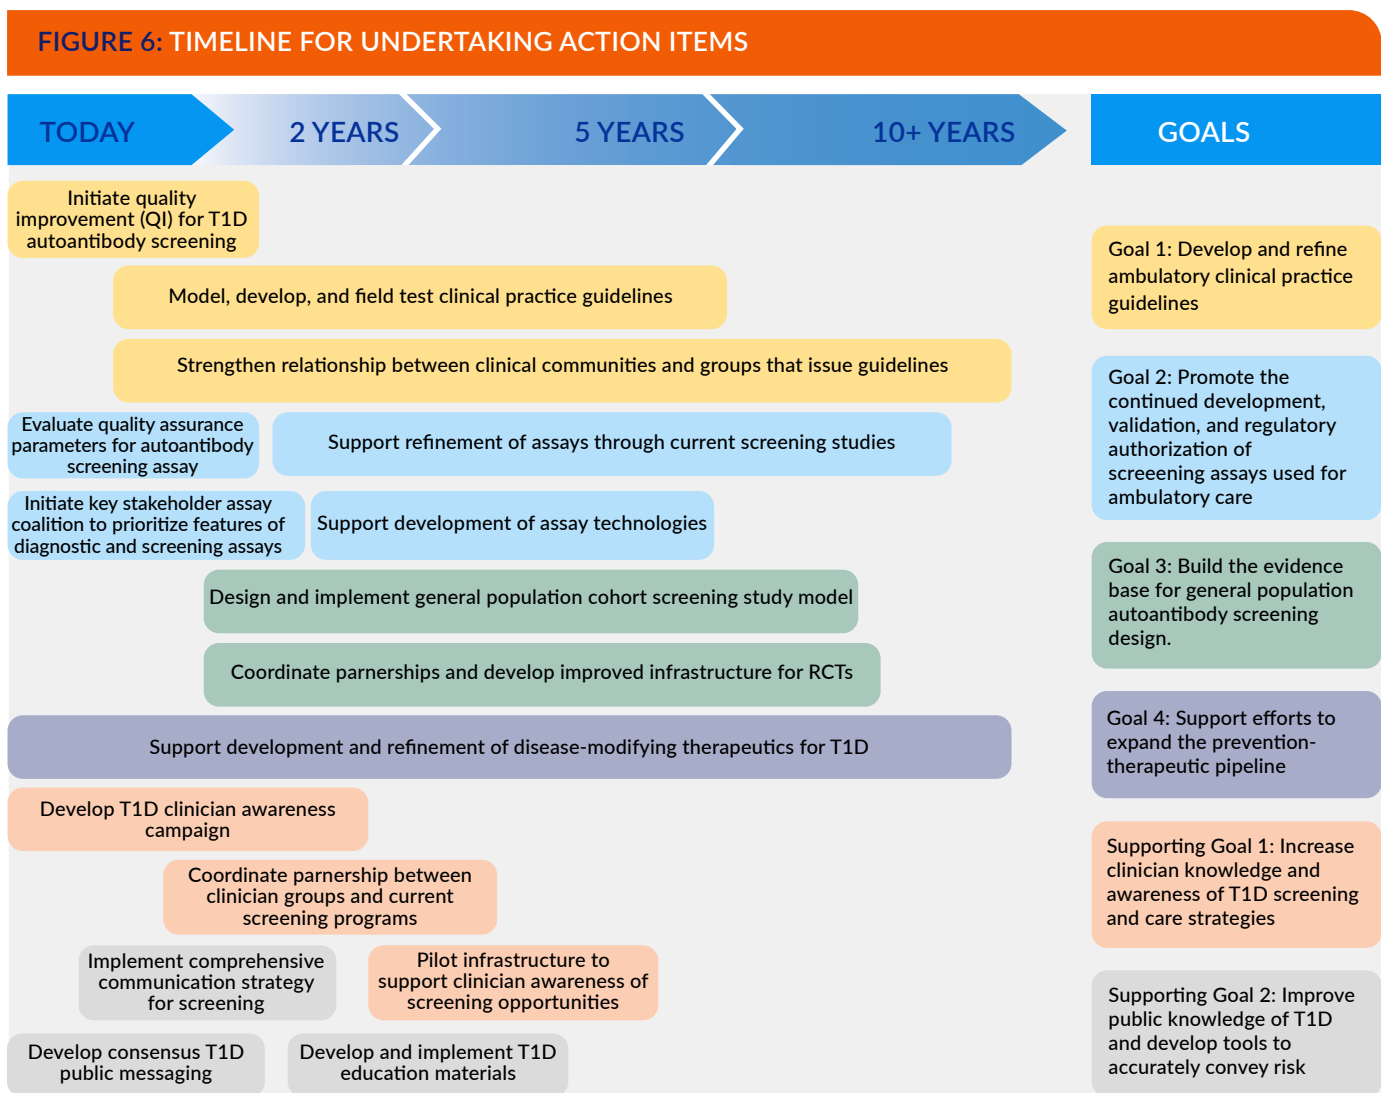 FIGURE 6: TIMELINE FOR UNDERTAKING ACTION ITEMS
TODAY
2 YEARS
5 YEARS
10+ YEARS
GOALS
Initiate quality
improvement (QI) for T1D
autoantibody screening
Model, develop, and field test clinical practice guidelines
Strengthen relationship between clinical communities and groups that issue guidelines
Evaluate quality assurance
parameters for autoantibody
screening assay
Support refinement of assays through current screening studies
Initiate key stakeholder assay
coalition to prioritize features of
diagnostic and screening assays
Support development of assay technologies
Design and implement general population cohort screening study model
Coordinate parnerships and develop improved infrastructure for RCTs
Support development and refinement of disease-modifying therapeutics for T1D
Develop T1D clinician awareness
campaign
Coordinate parnership between
clinician groups and current
screening programs
Implement comprehensive
communication strategy
for screening
Pilot infrastructure to
support clinician awareness of
screening opportunities
Develop consensus T1D
public messaging
Develop and implement T1D
education materials
Goal 1: Develop and refine
ambulatory clinical practice
guidelines
Goal 2: Promote the
continued development,
validation, and regulatory
authorization of
screeening assays used for
ambulatory care
Goal 3: Build the evidence
base for general population
autoantibody screening
design.
Goal 4: Support efforts to
expand the prevention-
therapeutic pipeline
Supporting Goal 1: Increase
clinician knowledge and
awareness of T1D screening
and care strategies
Supporting Goal 2: Improve
public knowledge of T1D
and develop tools to
accurately convey risk